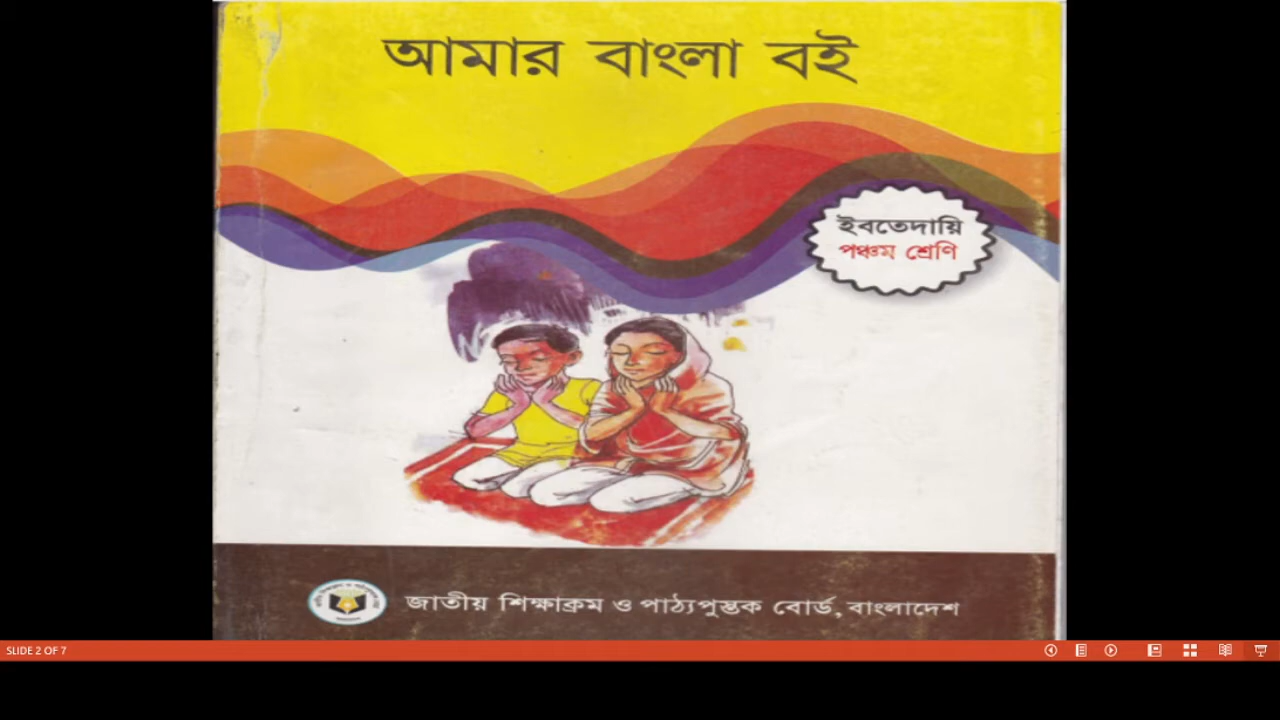 আমার বাংলা বই
ইবতেদায়ি
পঞ্চম শ্রেণি
জাতীয় শিক্ষাক্রম ও পাঠ্যপুস্তক বোর্ড, বাংলাদেশ
SLIDE 2 OF 7